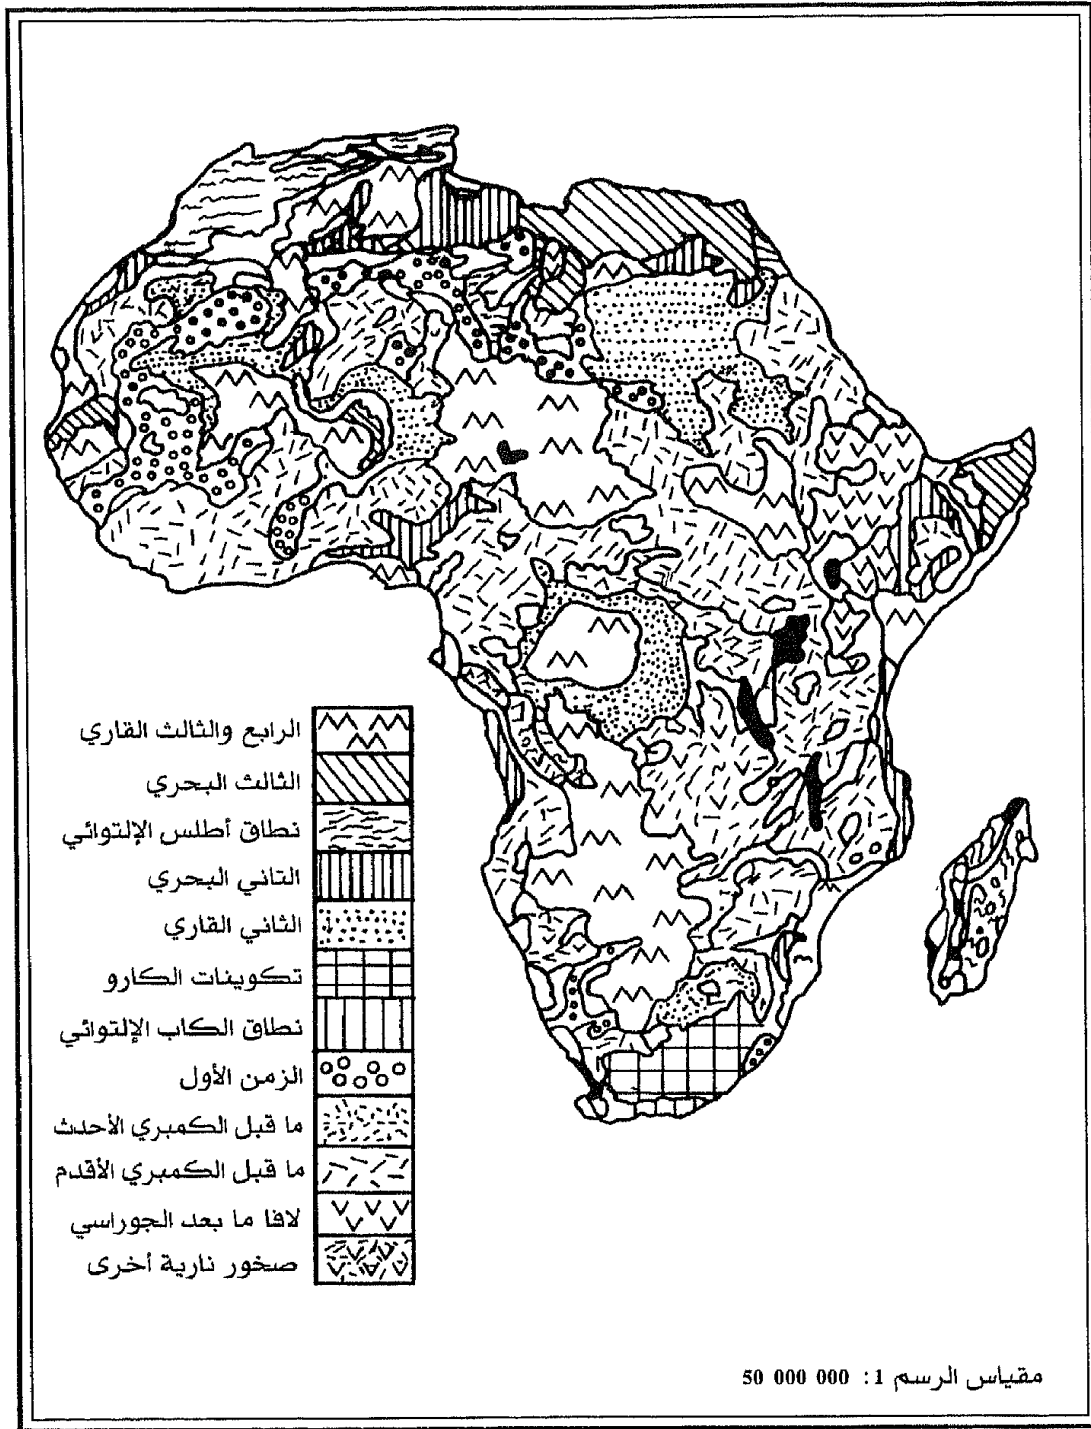 الرابع والثالث القاري
الثالث البحري
نطاق أطلس الإلتوائي
التاني البحري
الثاني القاري
تكوينات الكارو
نطاق الكاب الإلتوائي
الزمن الأول
ما قبل الكمبري الأحدث
ما قبل الكمبري الأقدم
لافا ما بعد الجوراسي
صخور نارية أخرى
مقياس الرسم 1: 000 000 50